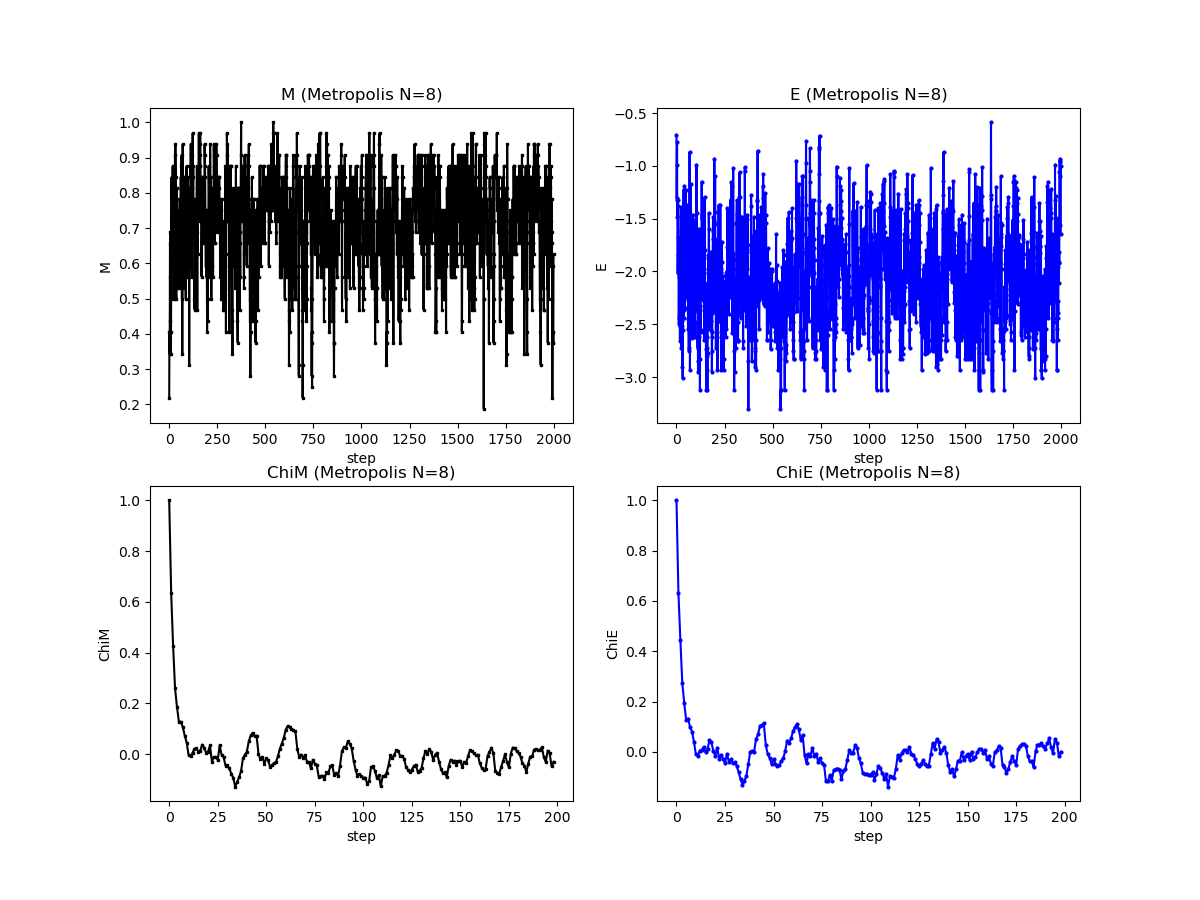 M (Metropolis N=8)
1.0
0.9
0.8
0.7
0.6
0.5
0.4
0.3
0.2
M
0 250 500 750 1000 1250 1500 1750 2000
step
E (Metropolis N=8)
−0.5
−1.0
−1.5
−2.0
−2.5
−3.0
E
0 250 500 750 1000 1250 1500 1750 2000
step
ChiM (Metropolis N=8)
1.0
0.8
0.6
0.4
0.2
0.0
ChiM
0 25 50 75 100 125 150 175 200
step
ChiE (Metropolis N=8)
1.0
0.8
0.6
0.4
0.2
0.0
ChiE
0 25 50 75 100 125 150 175 200
step